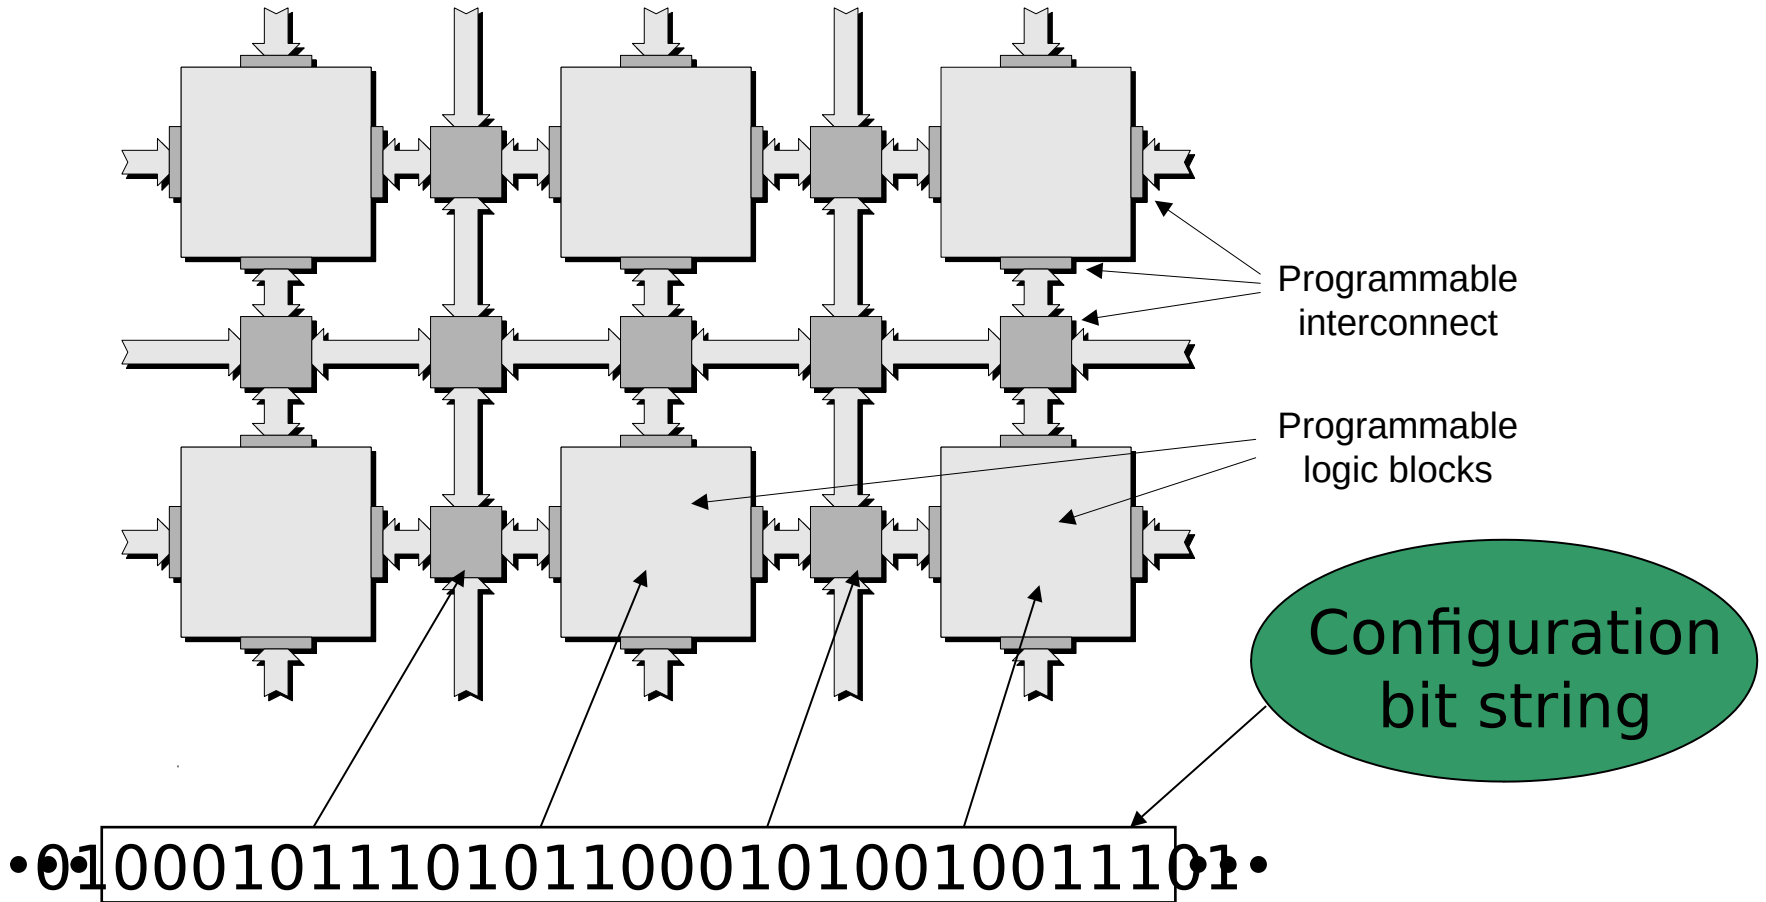 Programmable
interconnect
Programmable
logic blocks
Configuration
bit string
•••0100010111010110001010010011101•••